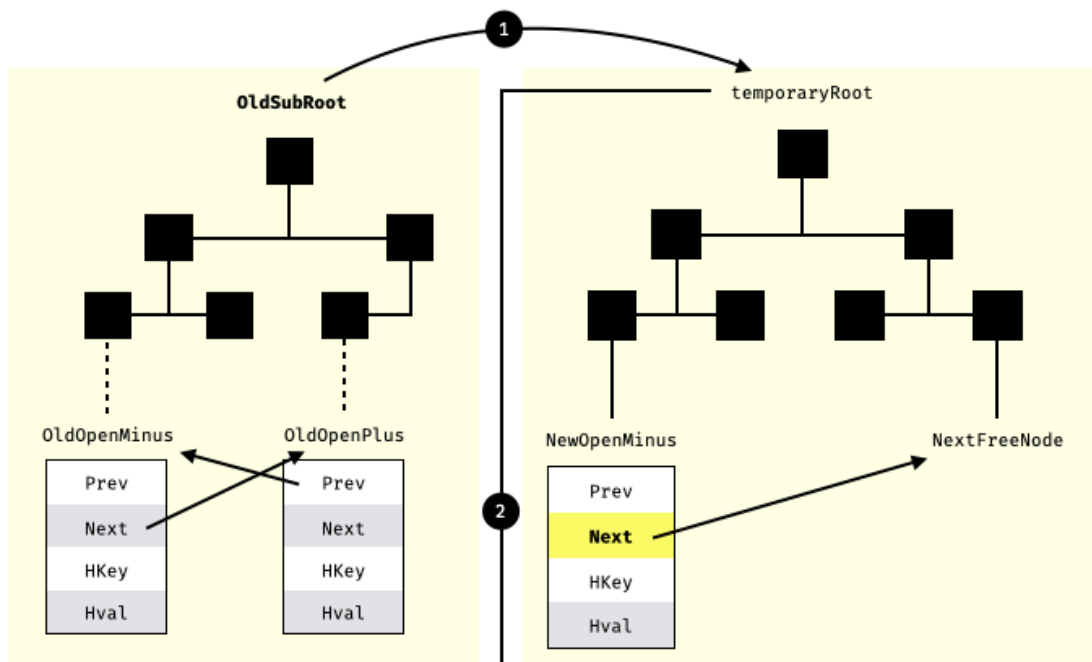 1
OldSubRoot
temporaryRoot
OldOpenMinus
OldOpenPlus
Prev
Next
HKey
Hval
Prev
Next
HKey
Hval
2
NewOpenMinus
NextFreeNode
Prev
Next
HKey
Hval